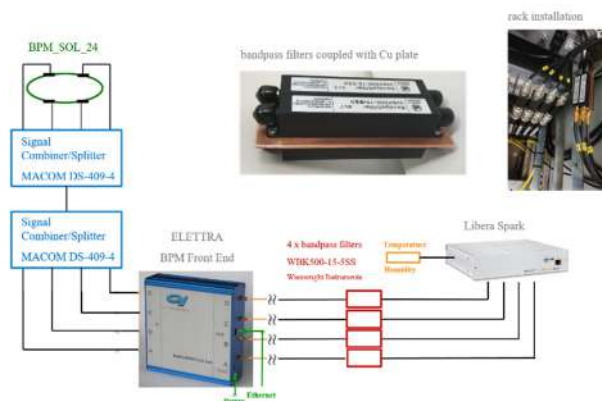 rack installation
BPM_SOL_24
bandpass filters coupled with Cu plate
Signal
Combiner/Splitter
MACOM DS-409-4
Signal
Combiner/Splitter
MACOM DS-409-4
ELETTRA
BPM Front End
4 x bandpass filters
WBK500-15-5SS
Wainwright Instruments
Temperature
Humidity
Libera Spark
Ethernet